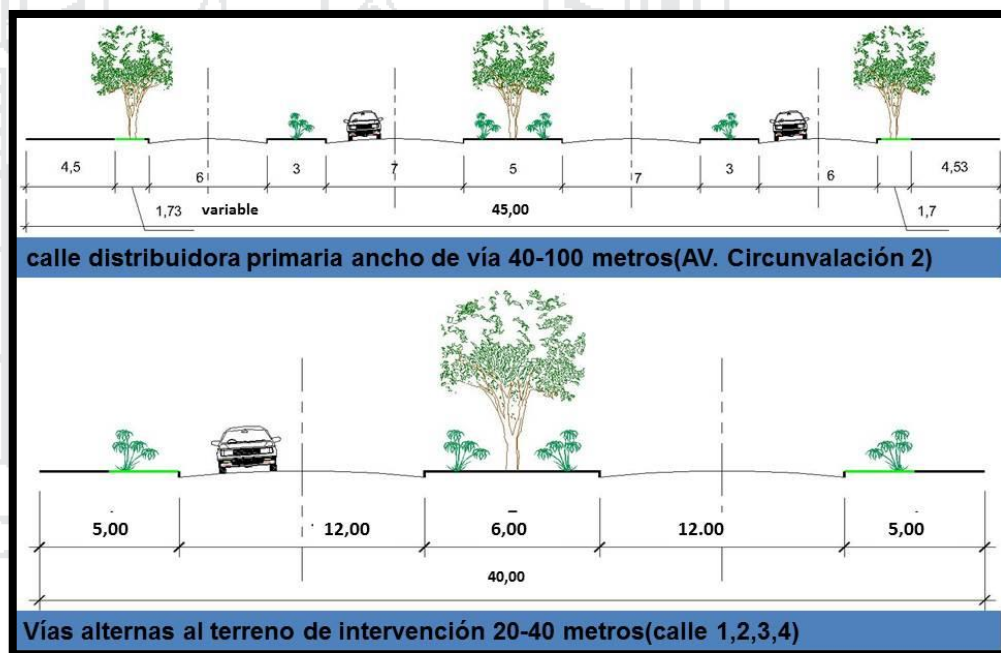 4,5 6 3 7 5 7 3 6 4,53
1,73 variable 45,00 1,7
calle distribuidora primaria ancho de vía 40-100 metros(AV. Circunvalación 2)
5,00 12,00 6,00 12.00 5,00
40,00
Vías alternas al terreno de intervención 20-40 metros(calle 1,2,3,4)